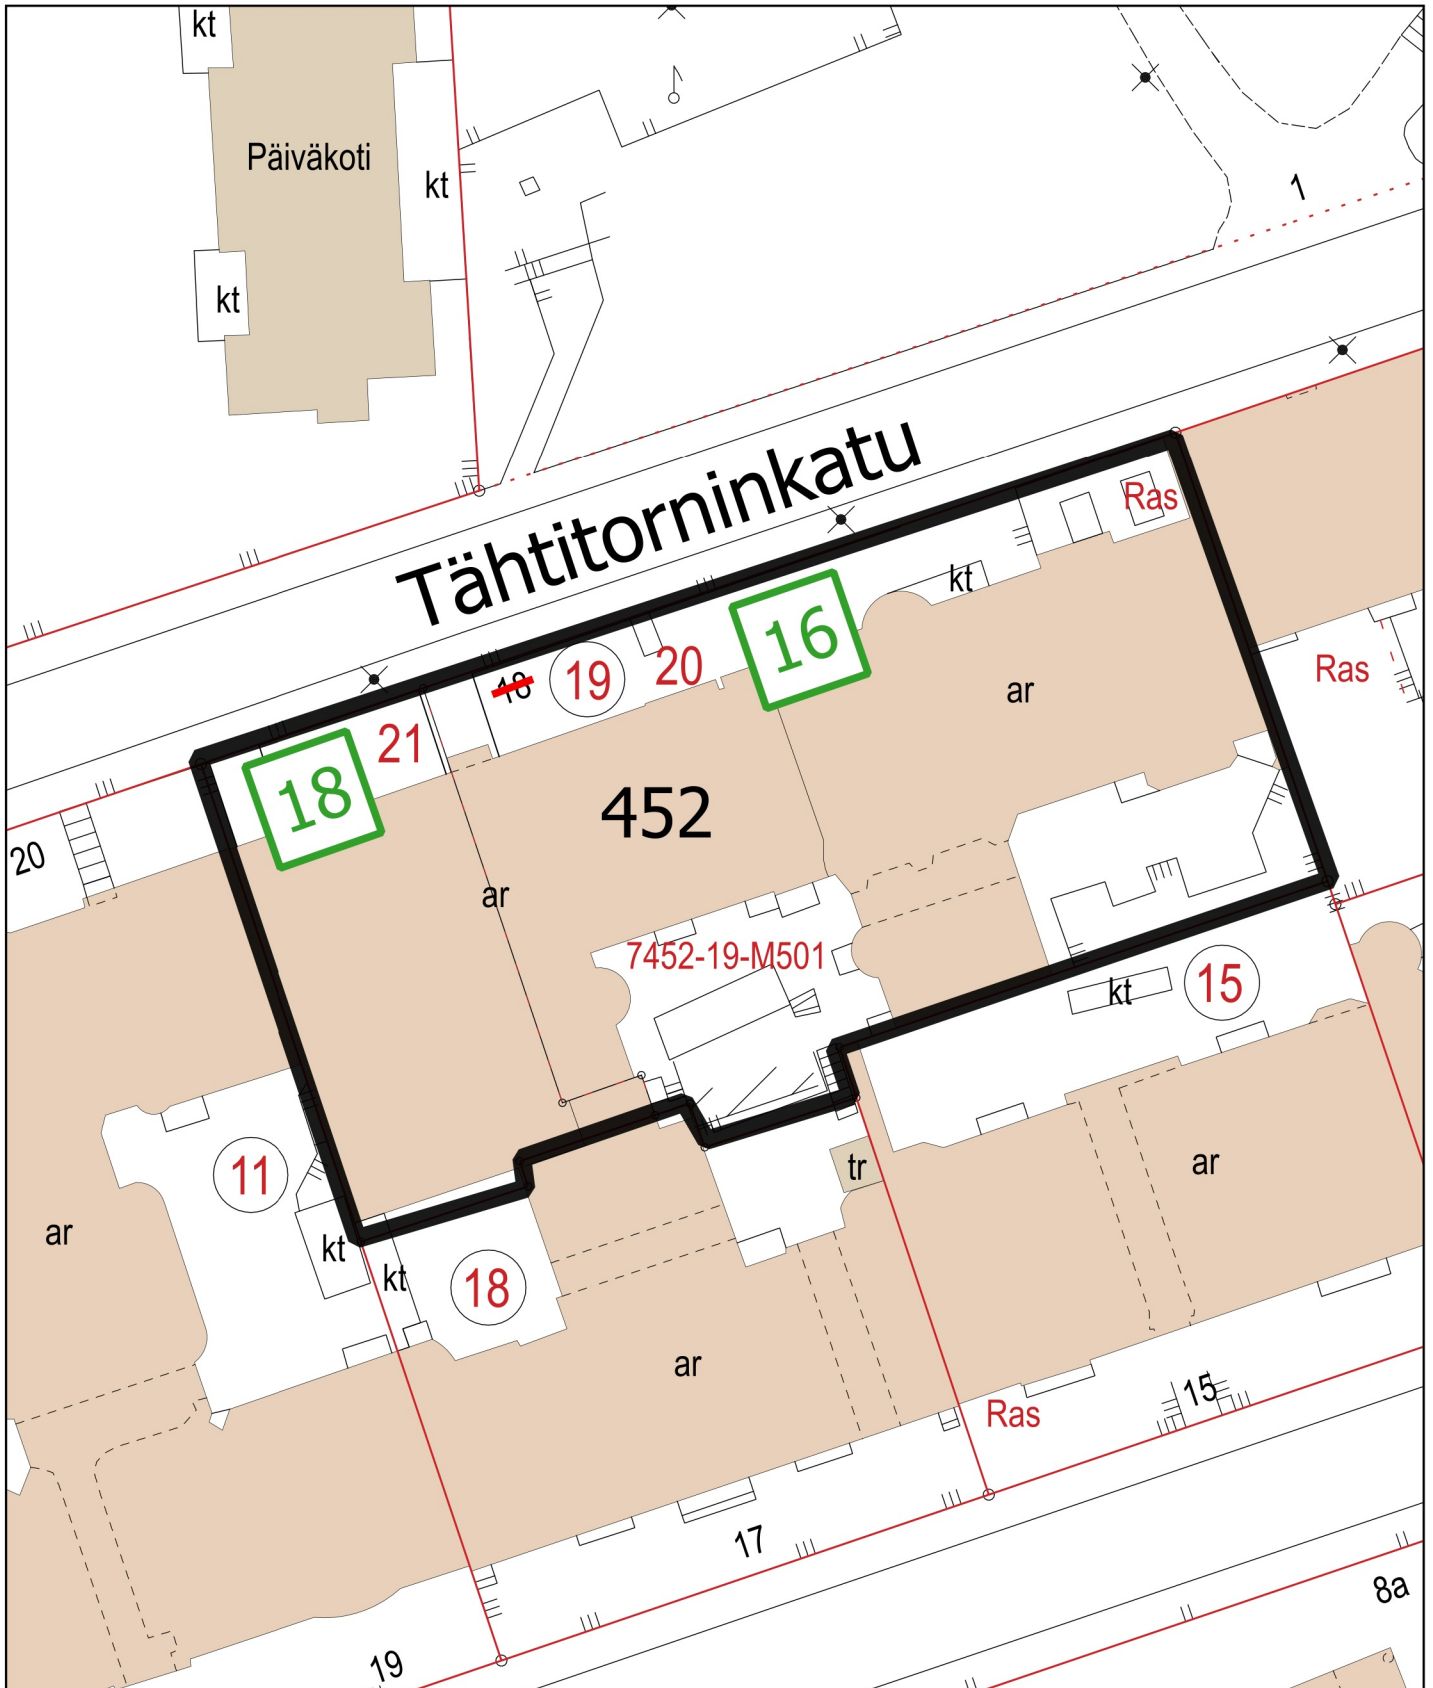 kt
Päiväkoti
kt
1
kt
Tähtitorninkatu
Ras
kt
16
18
19
20
Ras
ar
21
18
452
20
ar
7452-19-M501
kt
15
11
tr
ar
ar
kt
kt
18
ar
15
Ras
17
8a
19